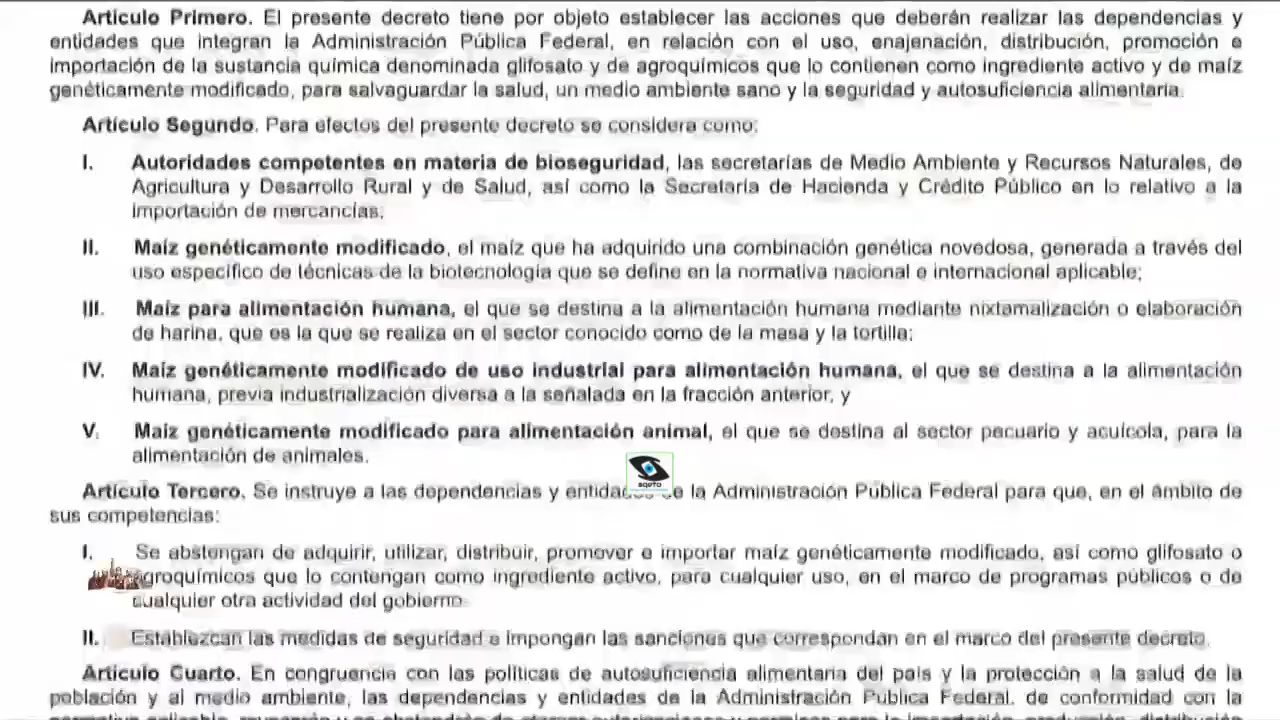 Artículo Primero. El presente decreto tiene por objeto establecer las acciones que deberán realizar las dependencias y
entidades que integran la Administración Pública Federal, en relación con el uso, enajenación, distribución, promoción e
importación de la sustancia química denominada glifosato y de agroquímicos que lo contienen como ingrediente activo y de maíz
genéticamente modificado, para salvaguardar la salud, un medio ambiente sano y la seguridad y autosuficiencia alimentaria.
Artículo Segundo. Para efectos del presente decreto se considera como:
I. Autoridades competentes en materia de bioseguridad, las secretarías de Medio Ambiente y Recursos Naturales, de
Agricultura y Desarrollo Rural y de Salud, así como la Secretaría de Hacienda y Crédito Público en lo relativo a la
importación de mercancías;
II. Maíz genéticamente modificado, el maíz que ha adquirido una combinación genética novedosa, generada a través del
uso específico de técnicas de la biotecnología que se define en la normativa nacional e internacional aplicable;
III. Maíz para alimentación humana, el que se destina a la alimentación humana mediante nixtamalización o elaboración
de harina, que es la que se realiza en el sector conocido como de la masa y la tortilla;
IV. Maíz genéticamente modificado de uso industrial para alimentación humana, el que se destina a la alimentación
humana, previa industrialización diversa a la señalada en la fracción anterior, y
V. Maíz genéticamente modificado para alimentación animal, el que se destina al sector pecuario y acuícola, para la
alimentación de animales.
Artículo Tercero. Se instruye a las dependencias y entidades de la Administración Pública Federal para que, en el ámbito de
sus competencias:
I. Se abstengan de adquirir, utilizar, distribuir, promover e importar maíz genéticamente modificado, así como glifosato o
agroquímicos que lo contengan como ingrediente activo, para cualquier uso, en el marco de programas públicos o de
cualquier otra actividad del gobierno.
II. Establezcan las medidas de seguridad e impongan las sanciones que correspondan en el marco del presente decreto.
Artículo Cuarto. En congruencia con las políticas de autosuficiencia alimentaria del país y la protección a la salud de la
población y al medio ambiente, las dependencias y entidades de la Administración Pública Federal, de conformidad con la